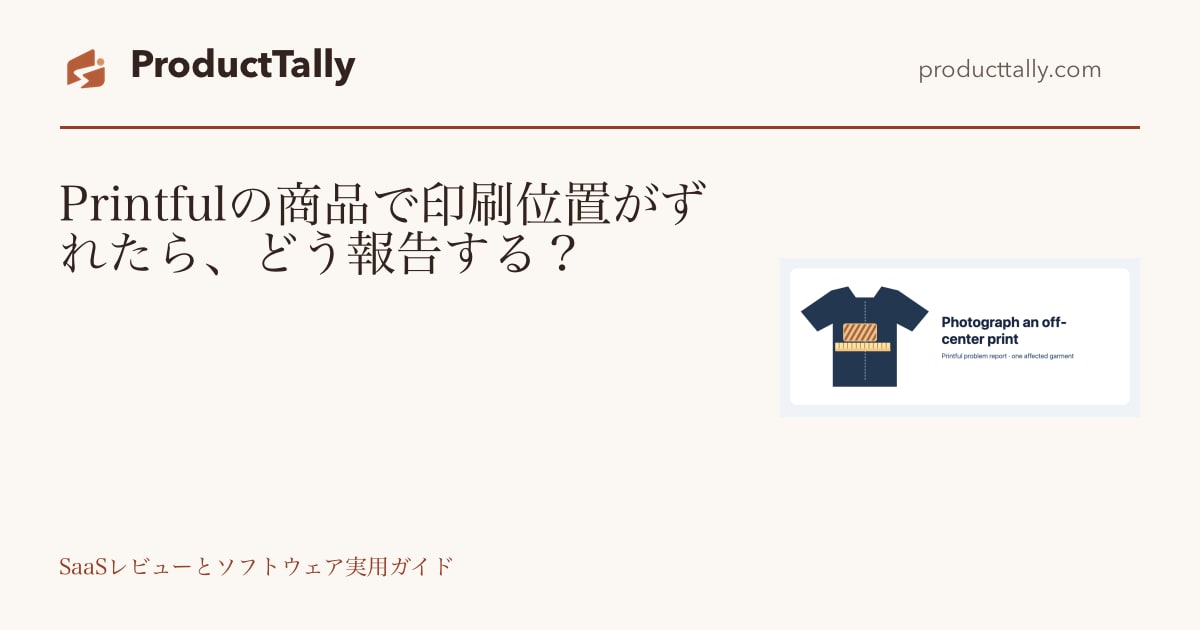 ProductTally
producttally.com
Printfulの商品で印刷位置がず
れたら、どう報告する？
Photograph an off-
center print
Printful problem report · one affected garment
SaaSレビューとソフトウェア実用ガイド